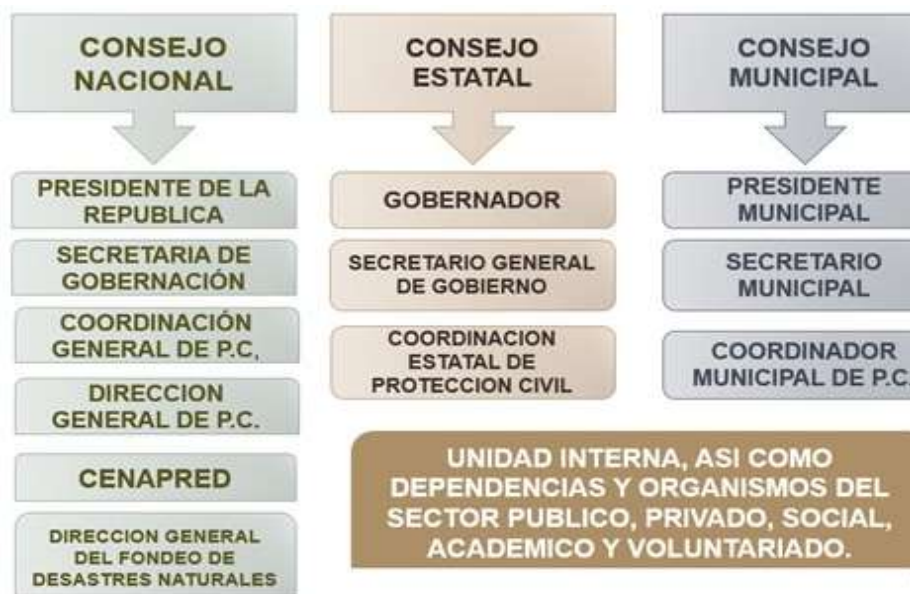 CONSEJO
NACIONAL
PRESIDENTE DE LA
REPUBLICA
SECRETARIA DE
GOBERNACIÓN
COORDINACIÓN
GENERAL DE P.C,
DIRECCION
GENERAL DE P.C.
CENAPRED
DIRECCION GENERAL
DEL FONDEO DE
DESASTRES NATURALES
CONSEJO
ESTATAL
GOBERNADOR
SECRETARIO GENERAL
DE GOBIERNO
COORDINACION
ESTATAL DE
PROTECCION CIVIL
CONSEJO
MUNICIPAL
PRESIDENTE
MUNICIPAL
SECRETARIO
MUNICIPAL
COORDINADOR
MUNICIPAL DE P.C.
UNIDAD INTERNA, ASI COMO
DEPENDENCIAS Y ORGANISMOS DEL
SECTOR PUBLICO, PRIVADO, SOCIAL,
ACADEMICO Y VOLUNTARIADO.